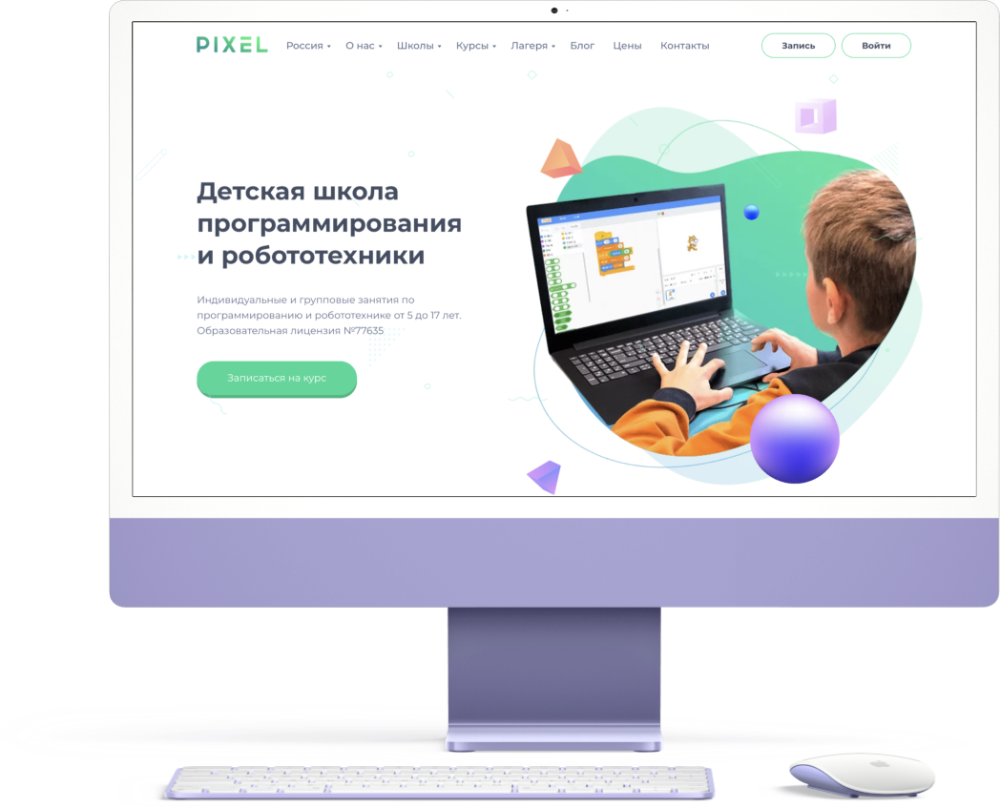 PIXEL Россия О нас Школы Курсы Лагеря Блог Цены Контакты Запись Войти
Детская школа
программирования
и робототехники
Индивидуальные и групповые занятия по
программированию и робототехнике от 5 до 17 лет.
Образовательная лицензия №77635
Записаться на курс